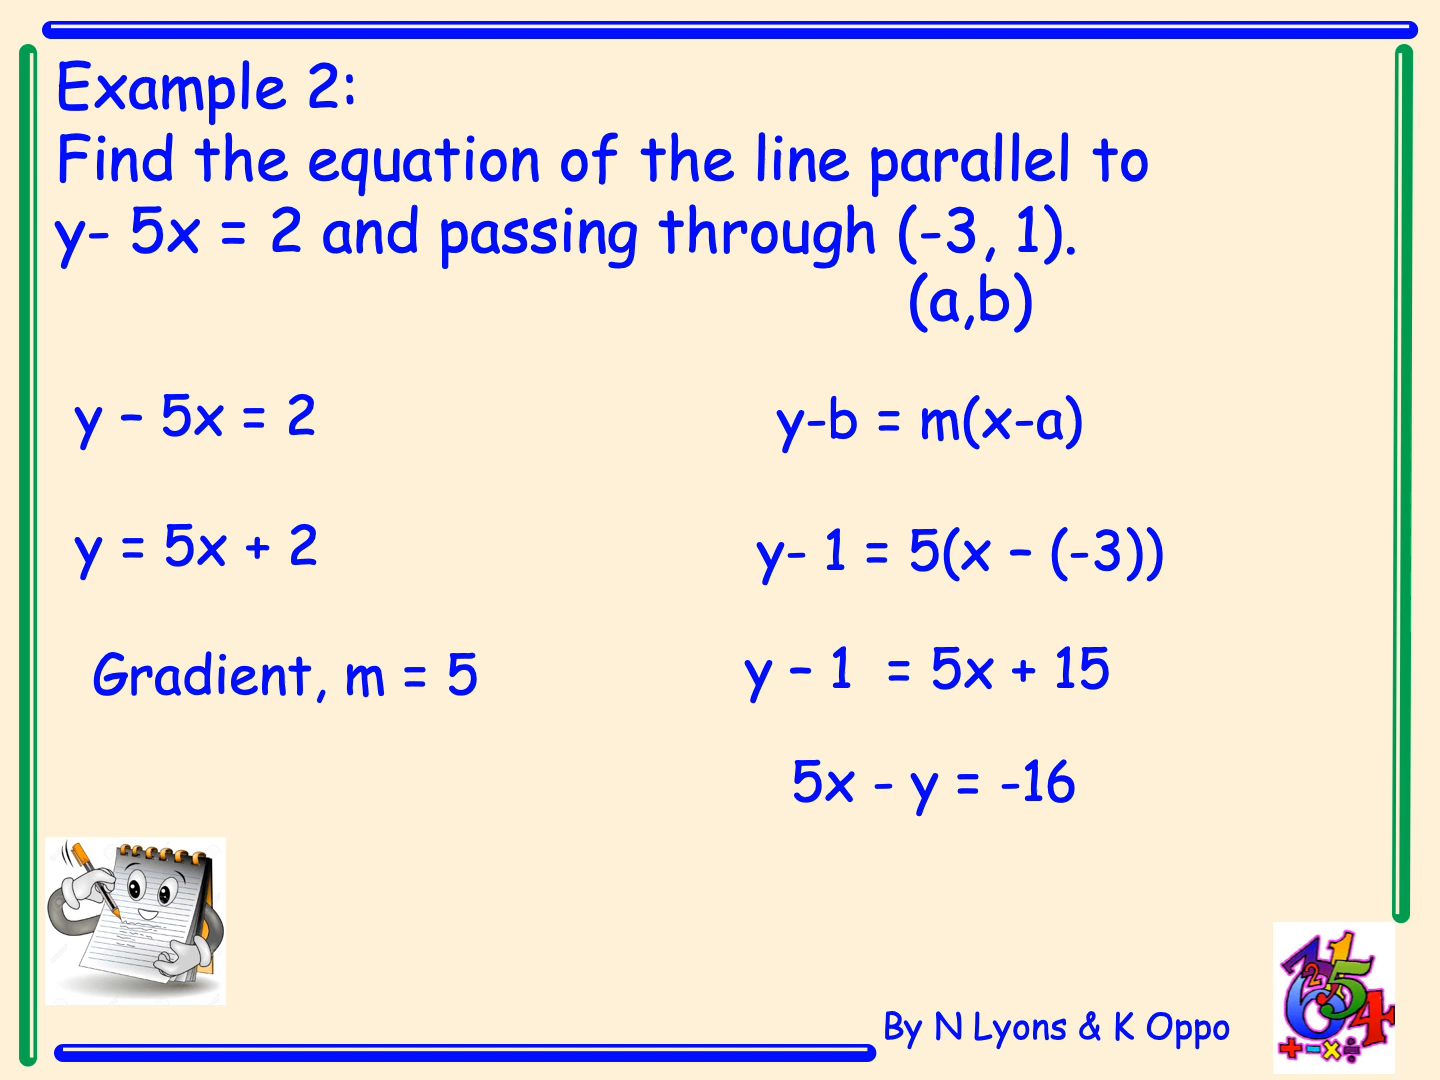 Example 2:
Find the equation of the line parallel to
y- 5x = 2 and passing through (-3, 1).
(a,b)
y – 5x = 2
y = 5x + 2
Gradient, m = 5
y-b = m(x-a)
y- 1 = 5(x – (-3))
y – 1 = 5x + 15
5x - y = -16
By N Lyons & K Oppo